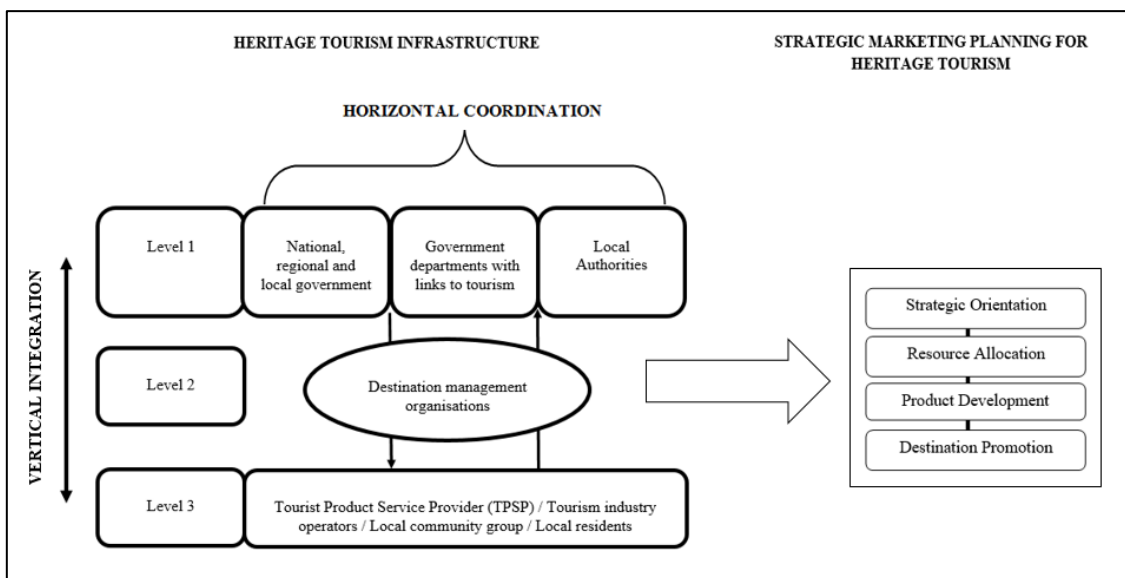 HERITAGE TOURISM INFRASTRUCTURE
STRATEGIC MARKETING PLANNING FOR
HERITAGE TOURISM
HORIZONTAL COORDINATION
VERTICAL INTEGRATION
Level 1
National,
regional and
local government
Government
departments with
links to tourism
Local
Authorities
Level 2
Destination management
organisations
Level 3
Tourist Product Service Provider (TPSP) / Tourism industry
operators / Local community group / Local residents
Strategic Orientation
Resource Allocation
Product Development
Destination Promotion